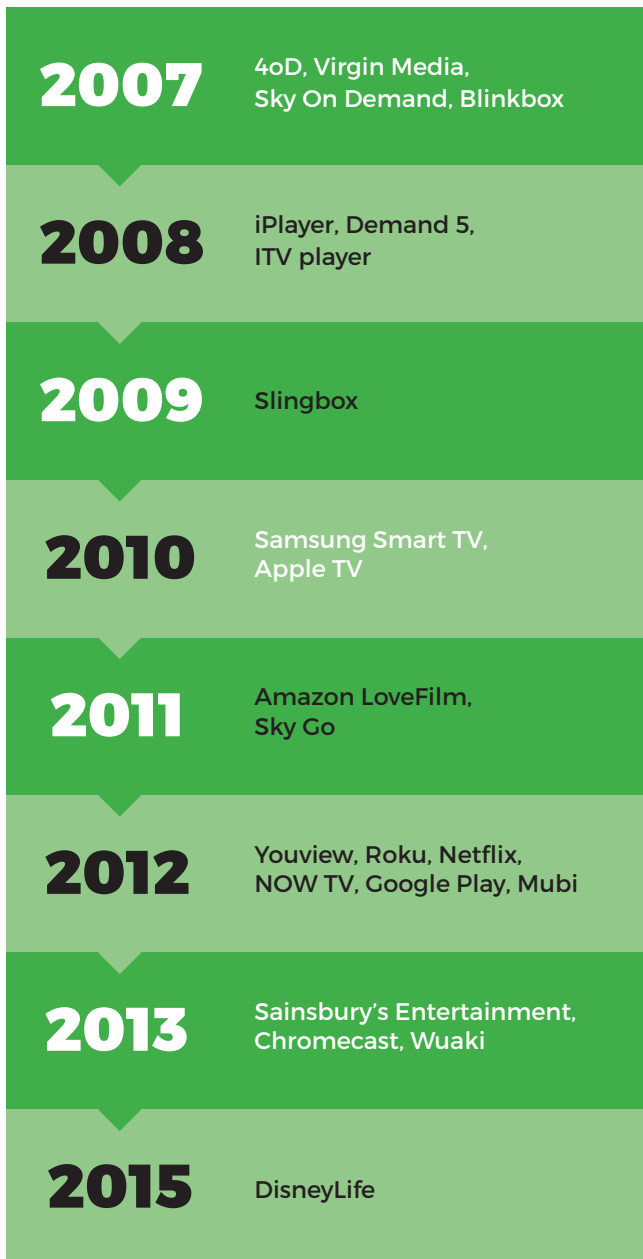 2007
4oD, Virgin Media,
Sky On Demand, Blinkbox
2008
iPlayer, Demand 5,
ITV player
2009
Slingbox
2010
Samsung Smart TV,
Apple TV
2011
Amazon LoveFilm,
Sky Go
2012
Youview, Roku, Netflix,
NOW TV, Google Play, Mubi
2013
Sainsbury’s Entertainment,
Chromecast, Wuaki
2015
DisneyLife